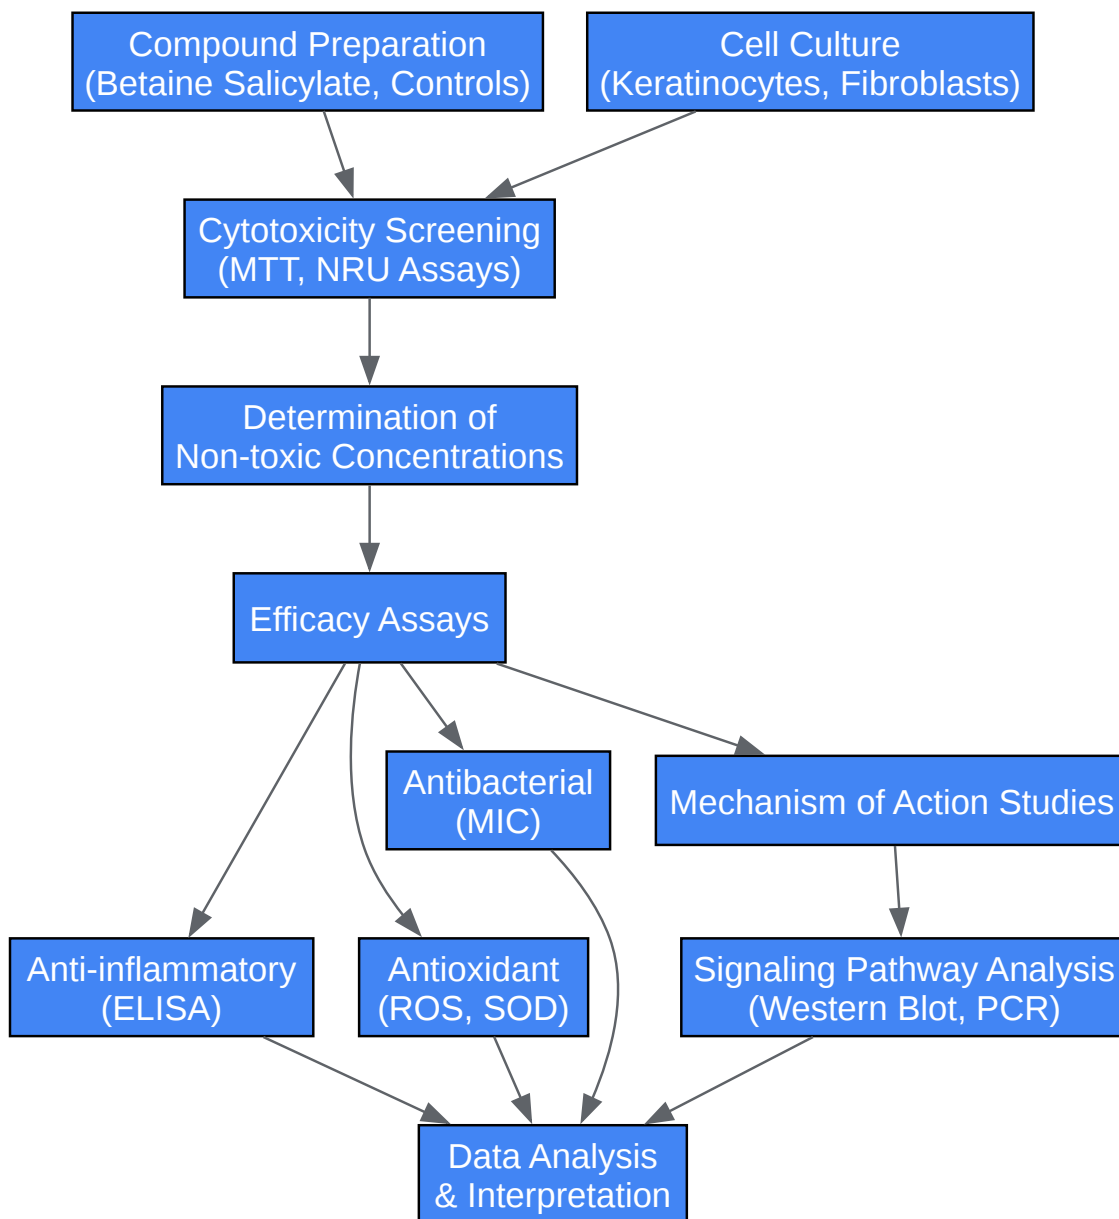 Compound Preparation
(Betaine Salicylate, Controls)
Cell Culture
(Keratinocytes, Fibroblasts)
Cytotoxicity Screening
(MTT, NRU Assays)
Determination of
Non-toxic Concentrations
Efficacy Assays
Antibacterial
(MIC)
Mechanism of Action Studies
Anti-inflammatory
(ELISA)
Antioxidant
(ROS, SOD)
Signaling Pathway Analysis
(Western Blot, PCR)
Data Analysis
& Interpretation